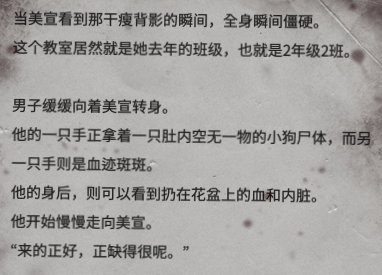 当美宣看到那干瘦背影的瞬间，全身瞬间僵硬。
这个教室居然就是她去年的班级，也就是2年级2班。
男子缓缓向着美宣转身。
他的一只手正拿着一只肚内空无一物的小狗尸体，而另
一只手则是血迹斑斑。
他的身后，则可以看到扔在花盆上的血和内脏。
他开始慢慢走向美宣。
“来的正好，正缺得很呢。”